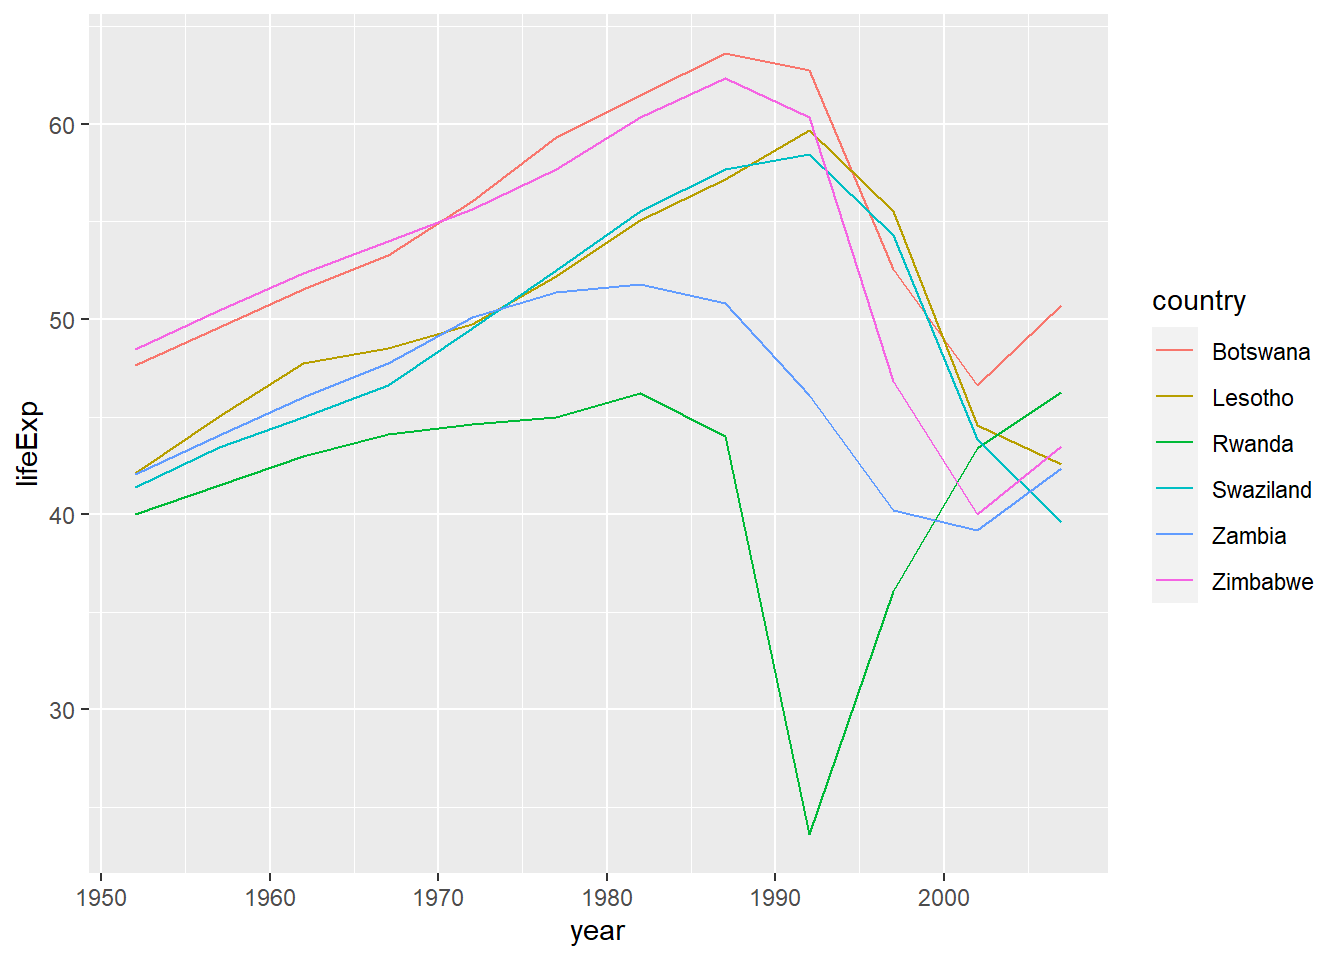 60
50
40
30
lifeExp
1950 1960 1970 1980 1990 2000
year
country
Botswana
Lesotho
Rwanda
Swaziland
Zambia
Zimbabwe